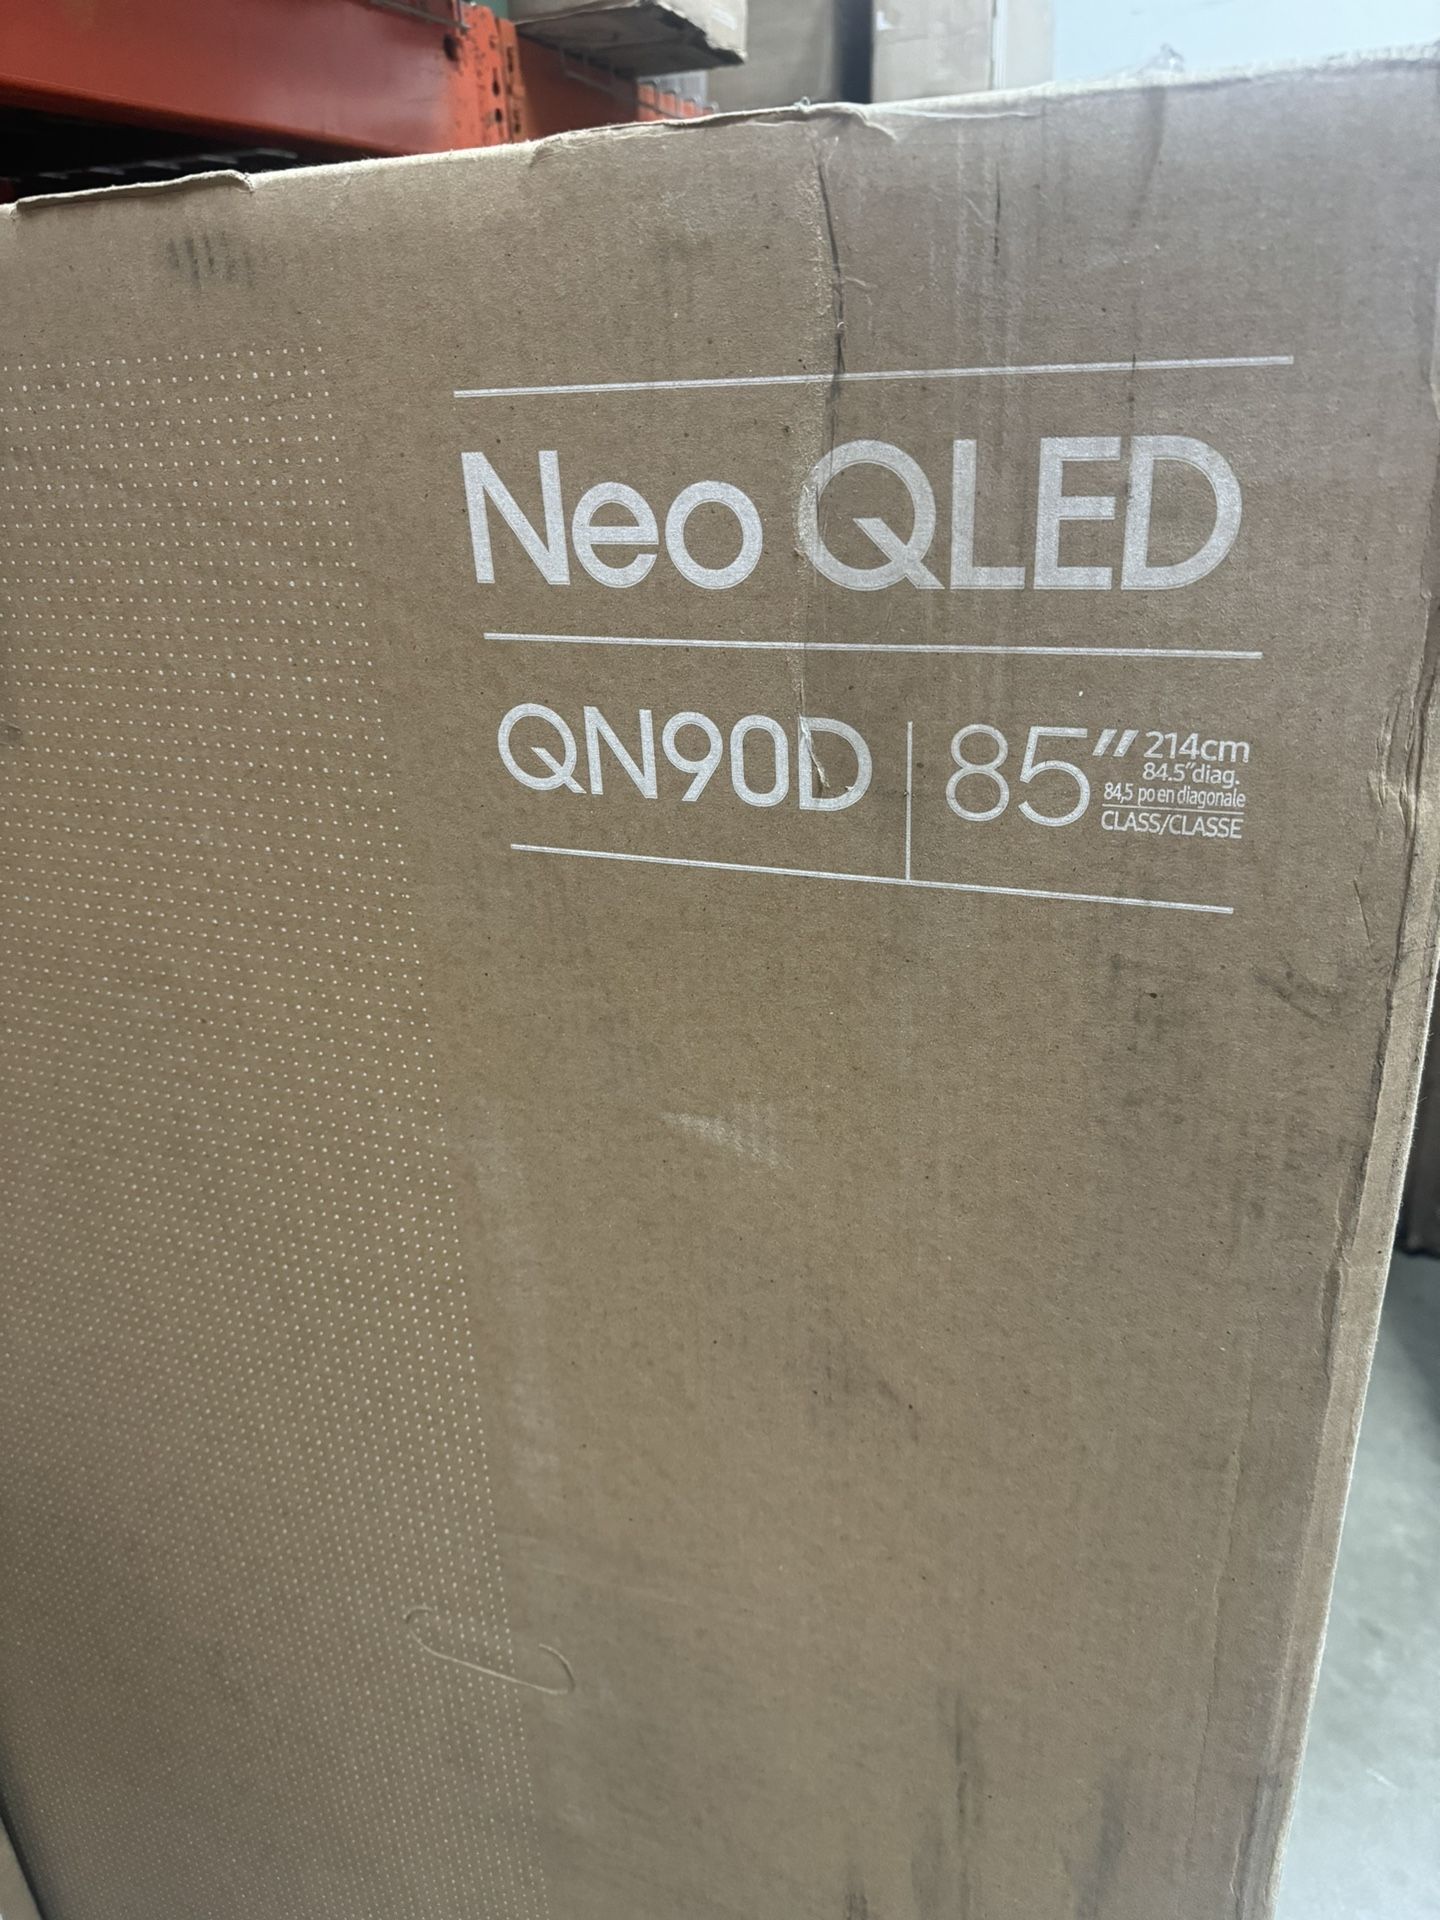 Neo QLED
QN90D
85"
214cm
84.5"diag.
84,5 po en diagonale
CLASS/CLASSE